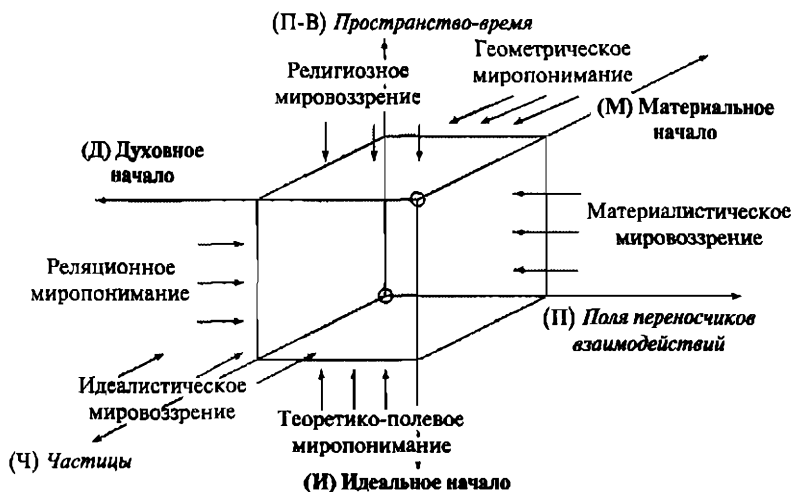 (П-В) Пространство-время
Религиозное
мировоззрение
Геометрическое
миропонимание
(М) Материальное
начало
(Д) Духовное
начало
Материалистическое
мировоззрение
Реляционное
миропонимание
(П) Поля переносчиков
взаимодействий
Идеалистическое
мировоззрение
Теоретико-полевое
миропонимание
(Ч) Частицы
(И) Идеальное начало